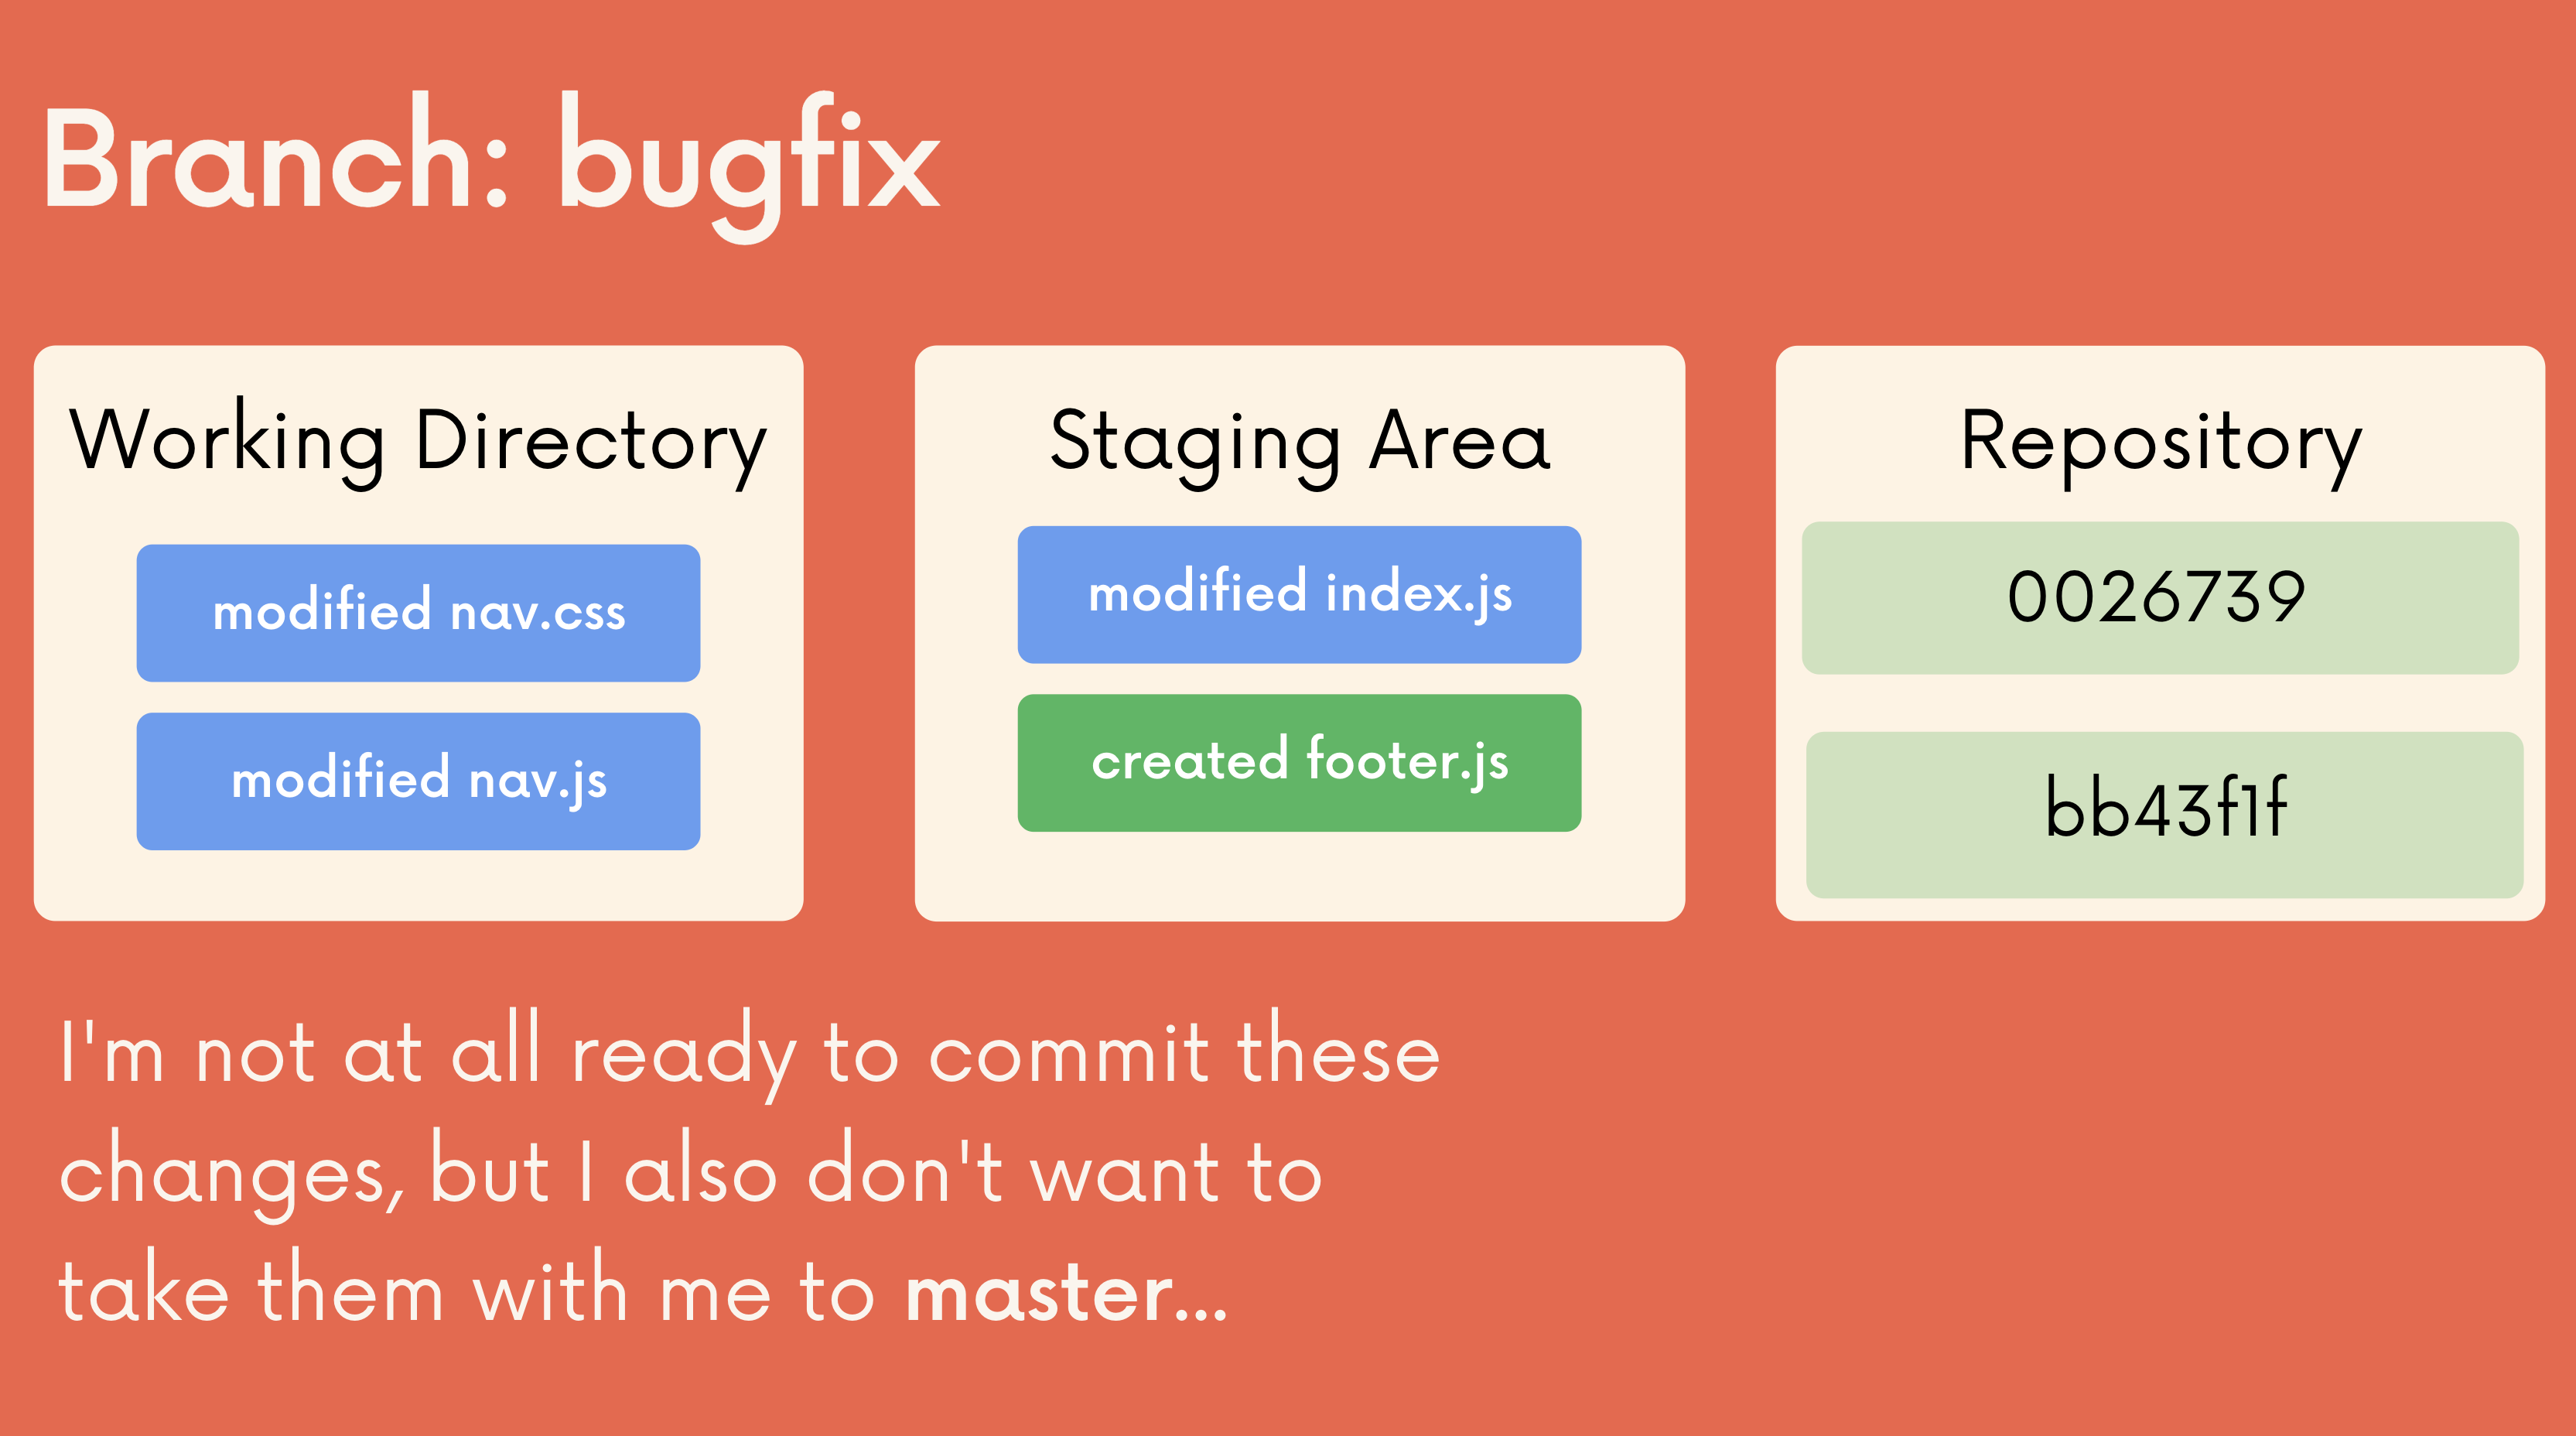 Branch: bugfix
Working Directory
modified nav.css
modified nav.js
Staging Area
modified index.js
created footer.js
Repository
0026739
bb43f1f
I'm not at all ready to commit these
changes, but I also don't want to
take them with me to master...